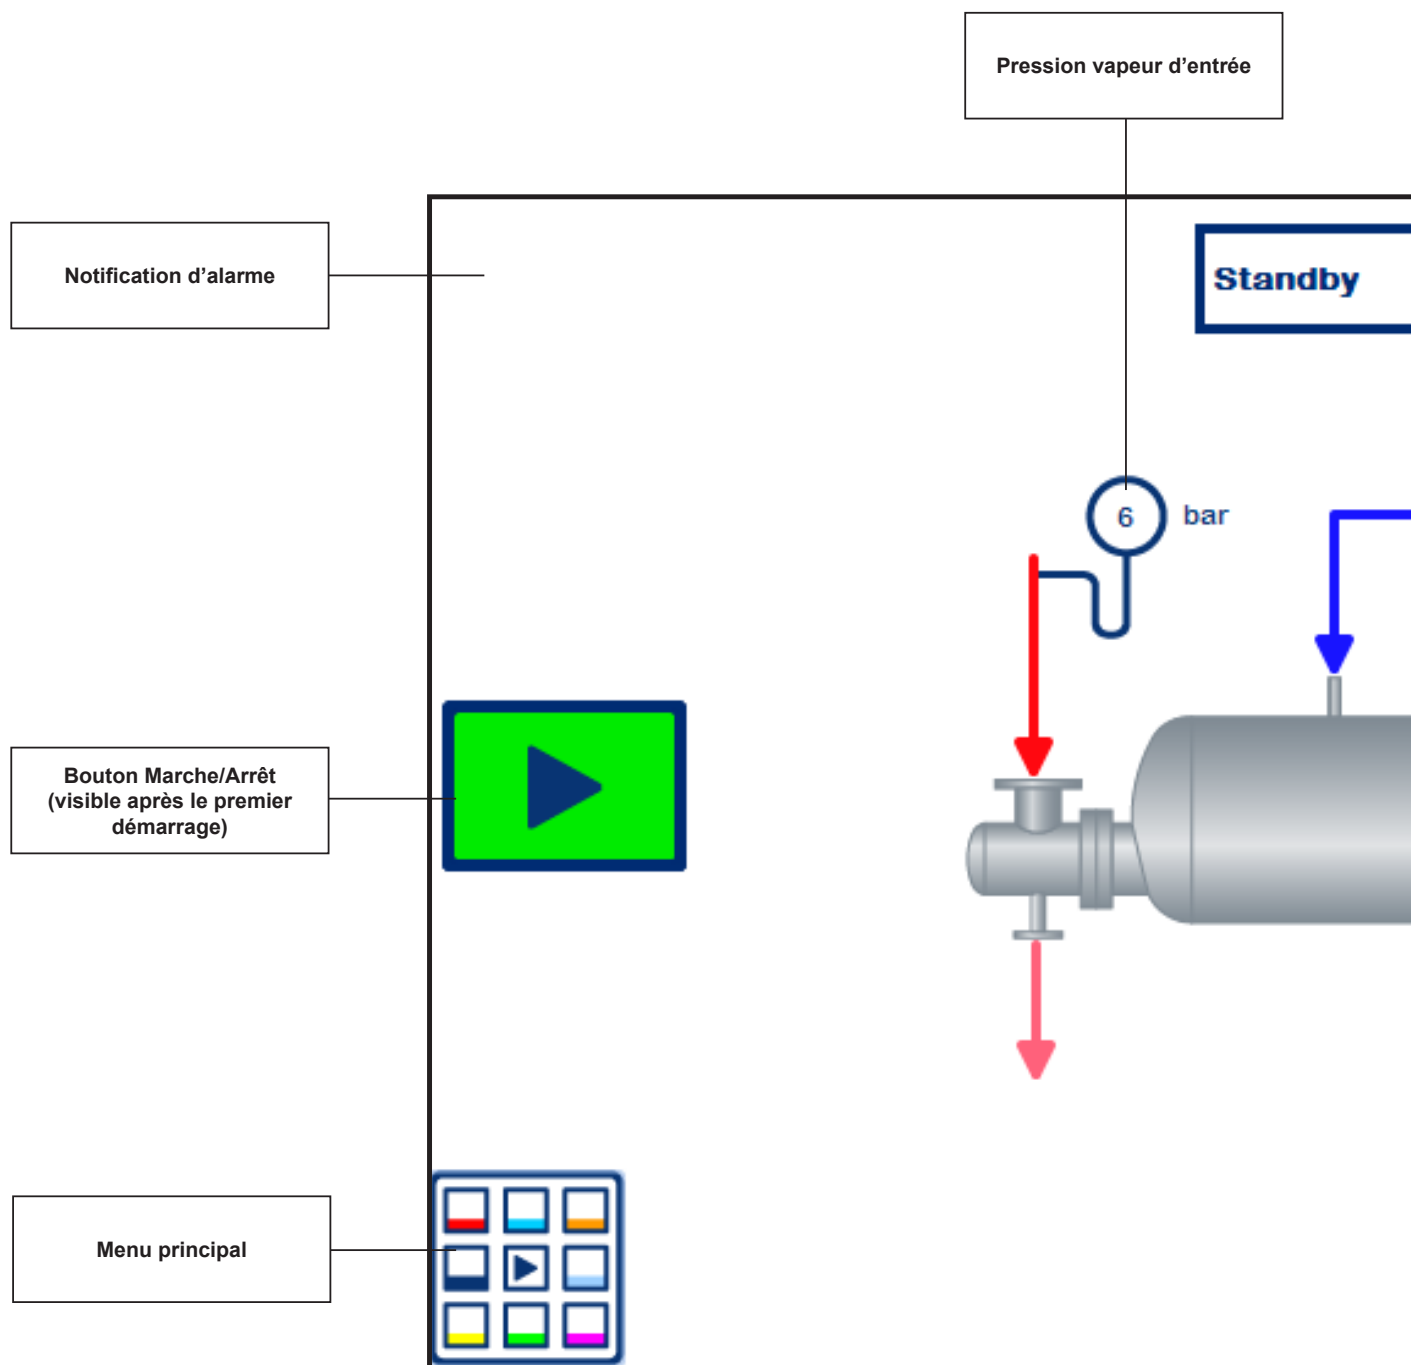 Pression vapeur d’entrée
Notification d’alarme
Standby
6 bar
Bouton Marche/Arrêt
(visible après le premier
démarrage)
Menu principal